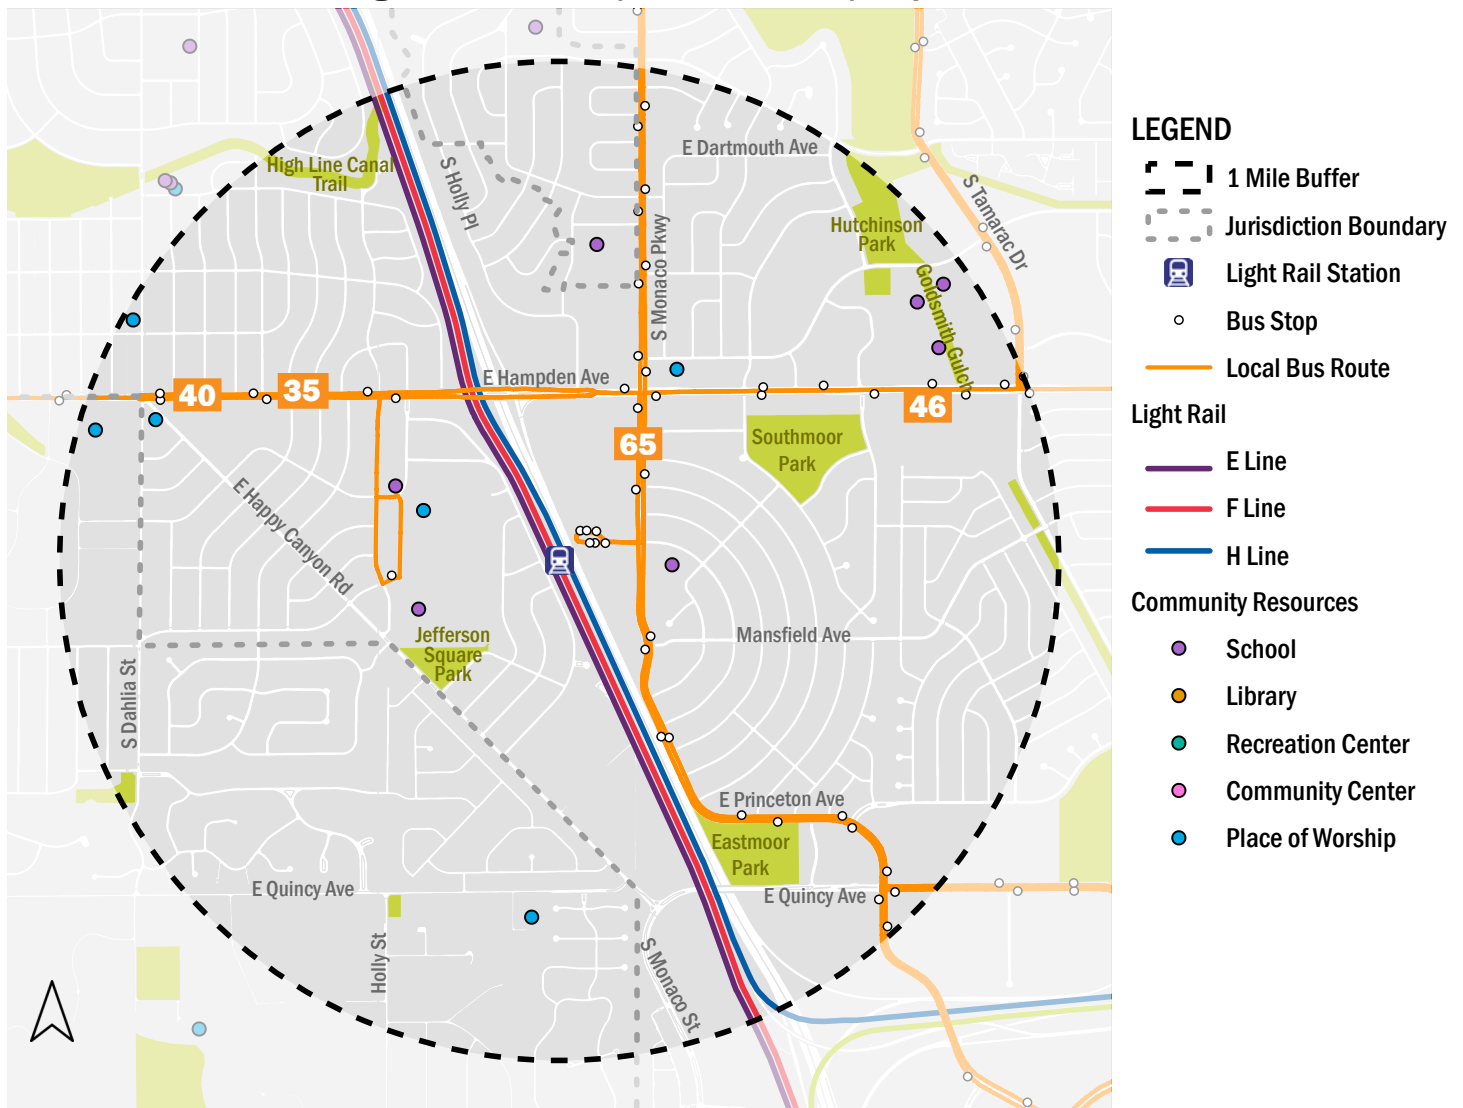 High Line Canal
Trail
S Holly Pl
E Dartmouth Ave
S Monaco Pkwy
Hutchinson
Park
S Tamarac Dr
Goldsmith Gulch
E Hampden Ave
40
35
46
65
Southmoor
Park
E Happy Canyon Rd
Jefferson
Square
Park
Mansfield Ave
S Dahlia St
E Princeton Ave
Eastmoor
Park
E Quincy Ave
E Quincy Ave
Holly St
S Monaco St
LEGEND
1 Mile Buffer
Jurisdiction Boundary
Light Rail Station
Bus Stop
Local Bus Route
Light Rail
E Line
F Line
H Line
Community Resources
School
Library
Recreation Center
Community Center
Place of Worship